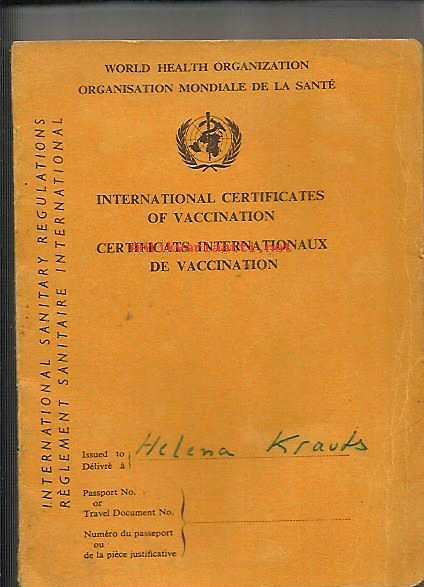 WORLD HEALTH ORGANIZATION
ORGANISATION MONDIALE DE LA SANTÉ
INTERNATIONAL CERTIFICATES
OF VACCINATION
CERTIFICATS INTERNATIONAUX
DE VACCINATION
INTERNATIONAL SANITARY REGULATIONS
RÈGLEMENT SANITAIRE INTERNATIONAL
Issued to
Délivré à
Helena
Passport No.
or
Travel Document No.
Numéro du passeport
ou
de la pièce justificative